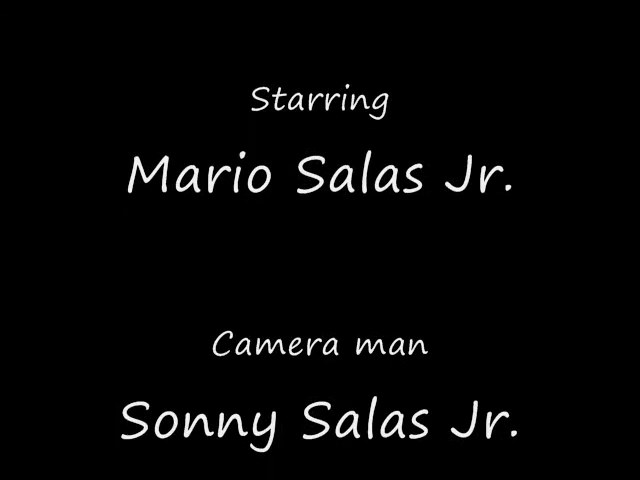 Starring
Mario Salas Jr.
Camera man
Sonny Salas Jr.